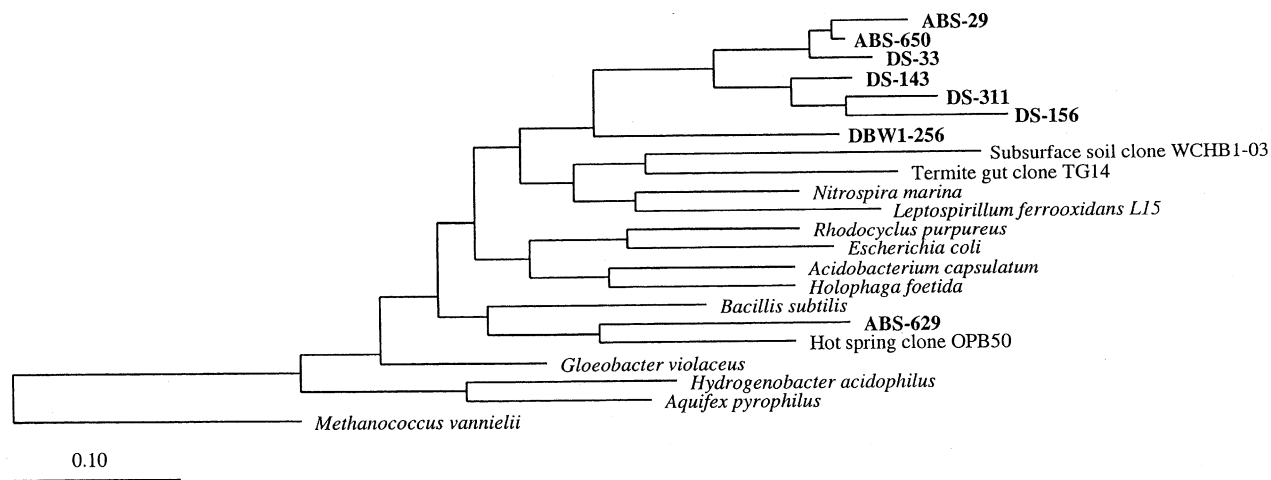 ABS-29
ABS-650
DS-33
DS-143
DS-311
DS-156
DBW1-256
Subsurface soil clone WCHB1-03
Termite gut clone TG14
Nitrospira marina
Leptospirillum ferrooxidans L15
Rhodocyclus purpureus
Escherichia coli
Acidobacterium capsulatum
Holophaga foetida
Bacillis subtilis
ABS-629
Hot spring clone OPB50
Gloeobacter violaceus
Hydrogenobacter acidophilus
Aquifex pyrophilus
Methanococcus vannielii
0.10